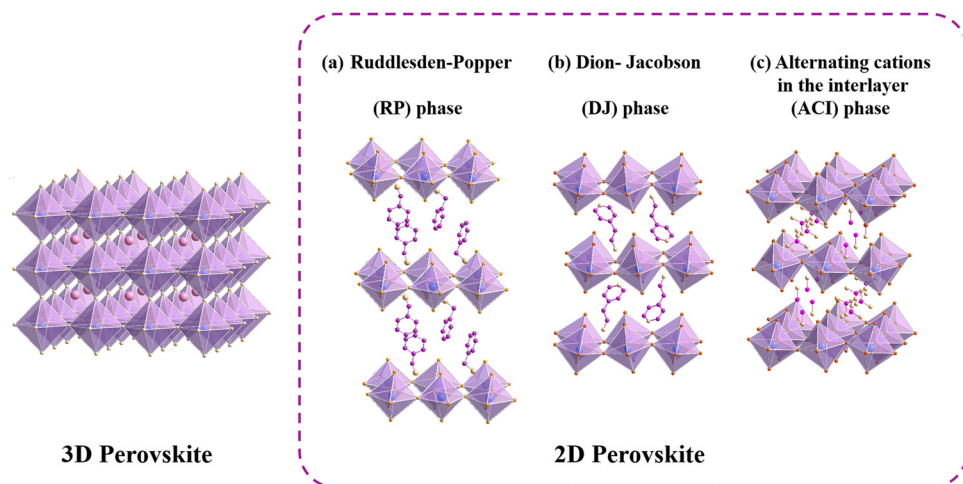 (a) Ruddlesden-Popper
(RP) phase
(b) Dion- Jacobson
(DJ) phase
(c) Alternating cations
in the interlayer
(ACI) phase
3D Perovskite
2D Perovskite